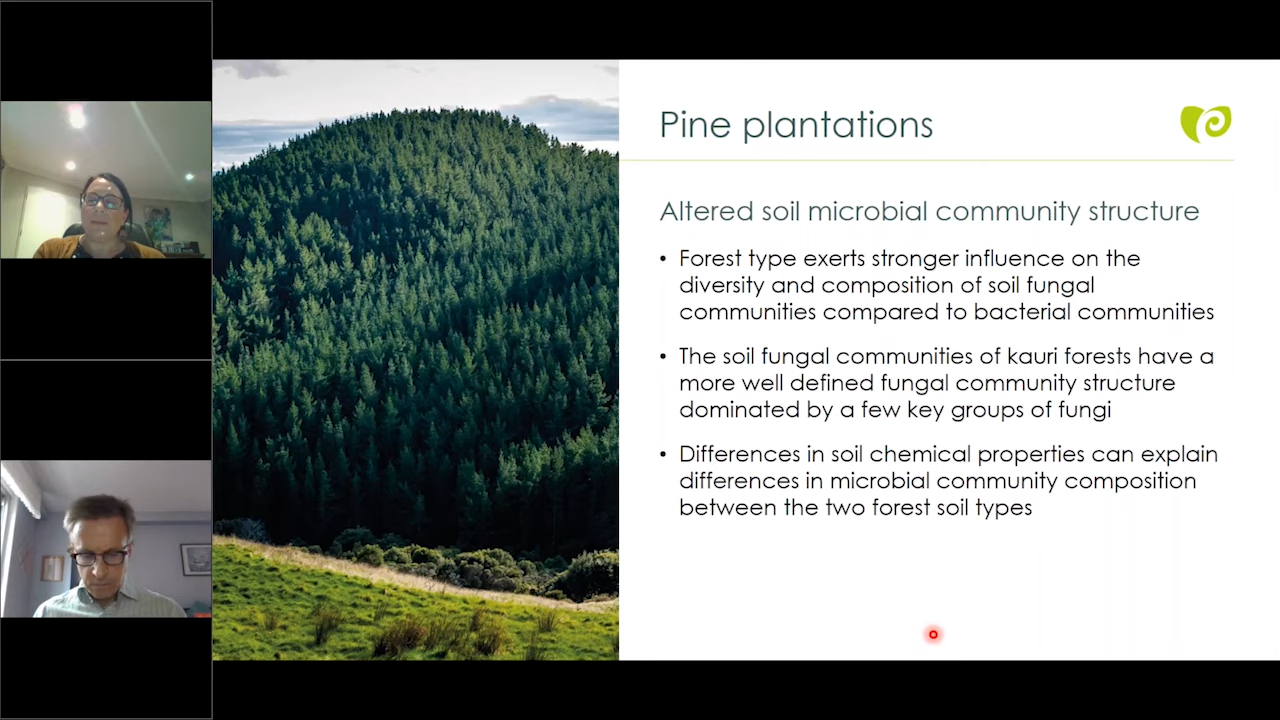 Pine plantations
Altered soil microbial community structure
• Forest type exerts stronger influence on the
diversity and composition of soil fungal
communities compared to bacterial communities
• The soil fungal communities of kauri forests have a
more well defined fungal community structure
dominated by a few key groups of fungi
• Differences in soil chemical properties can explain
differences in microbial community composition
between the two forest soil types